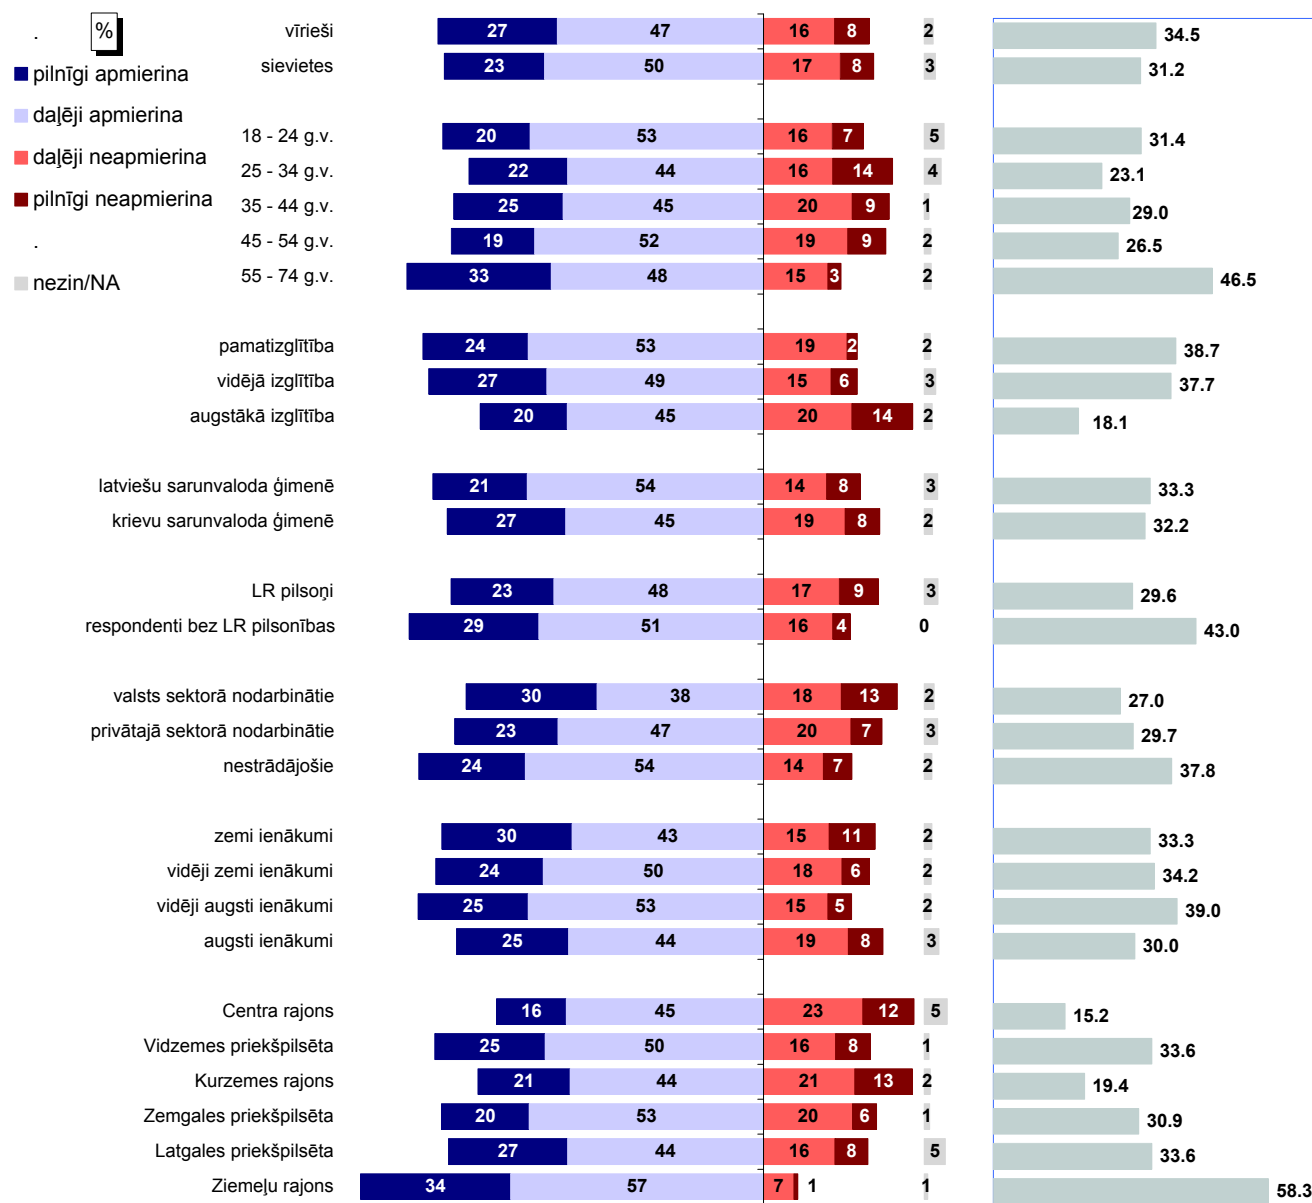 . % vīrieši 27 47 16 8 2 34.5
pilnīgi apmierina sievietes 23 50 17 8 3 31.2
daļēji apmierina
18 - 24 g.v. 20 53 16 7 5 31.4
daļēji neapmierina 25 - 34 g.v. 22 44 16 14 4 23.1
pilnīgi neapmierina 35 - 44 g.v. 25 45 20 9 1 29.0
. 45 - 54 g.v. 19 52 19 9 2 26.5
nezin/NA 55 - 74 g.v. 33 48 15 3 2 46.5
pamatizglītība 24 53 19 2 2 38.7
vidējā izglītība 27 49 15 6 3 37.7
augstākā izglītība 20 45 20 14 2 18.1
latviešu sarunvaloda ģimenē 21 54 14 8 3 33.3
krievu sarunvaloda ģimenē 27 45 19 8 2 32.2
LR pilsoņi 23 48 17 9 3 29.6
respondenti bez LR pilsonības 29 51 16 4 0 43.0
valsts sektorā nodarbinātie 30 38 18 13 2 27.0
privātajā sektorā nodarbinātie 23 47 20 7 3 29.7
nestrādājošie 24 54 14 7 2 37.8
zemi ienākumi 30 43 15 11 2 33.3
vidēji zemi ienākumi 24 50 18 6 2 34.2
vidēji augsti ienākumi 25 53 15 5 2 39.0
augsti ienākumi 25 44 19 8 3 30.0
Centra rajons 16 45 23 12 5 15.2
Vidzemes priekšpilsēta 25 50 16 8 1 33.6
Kurzemes rajons 21 44 21 13 2 19.4
Zemgales priekšpilsēta 20 53 20 6 1 30.9
Latgales priekšpilsēta 27 44 16 8 5 33.6
Ziemeļu rajons 34 57 7 1 1 58.3